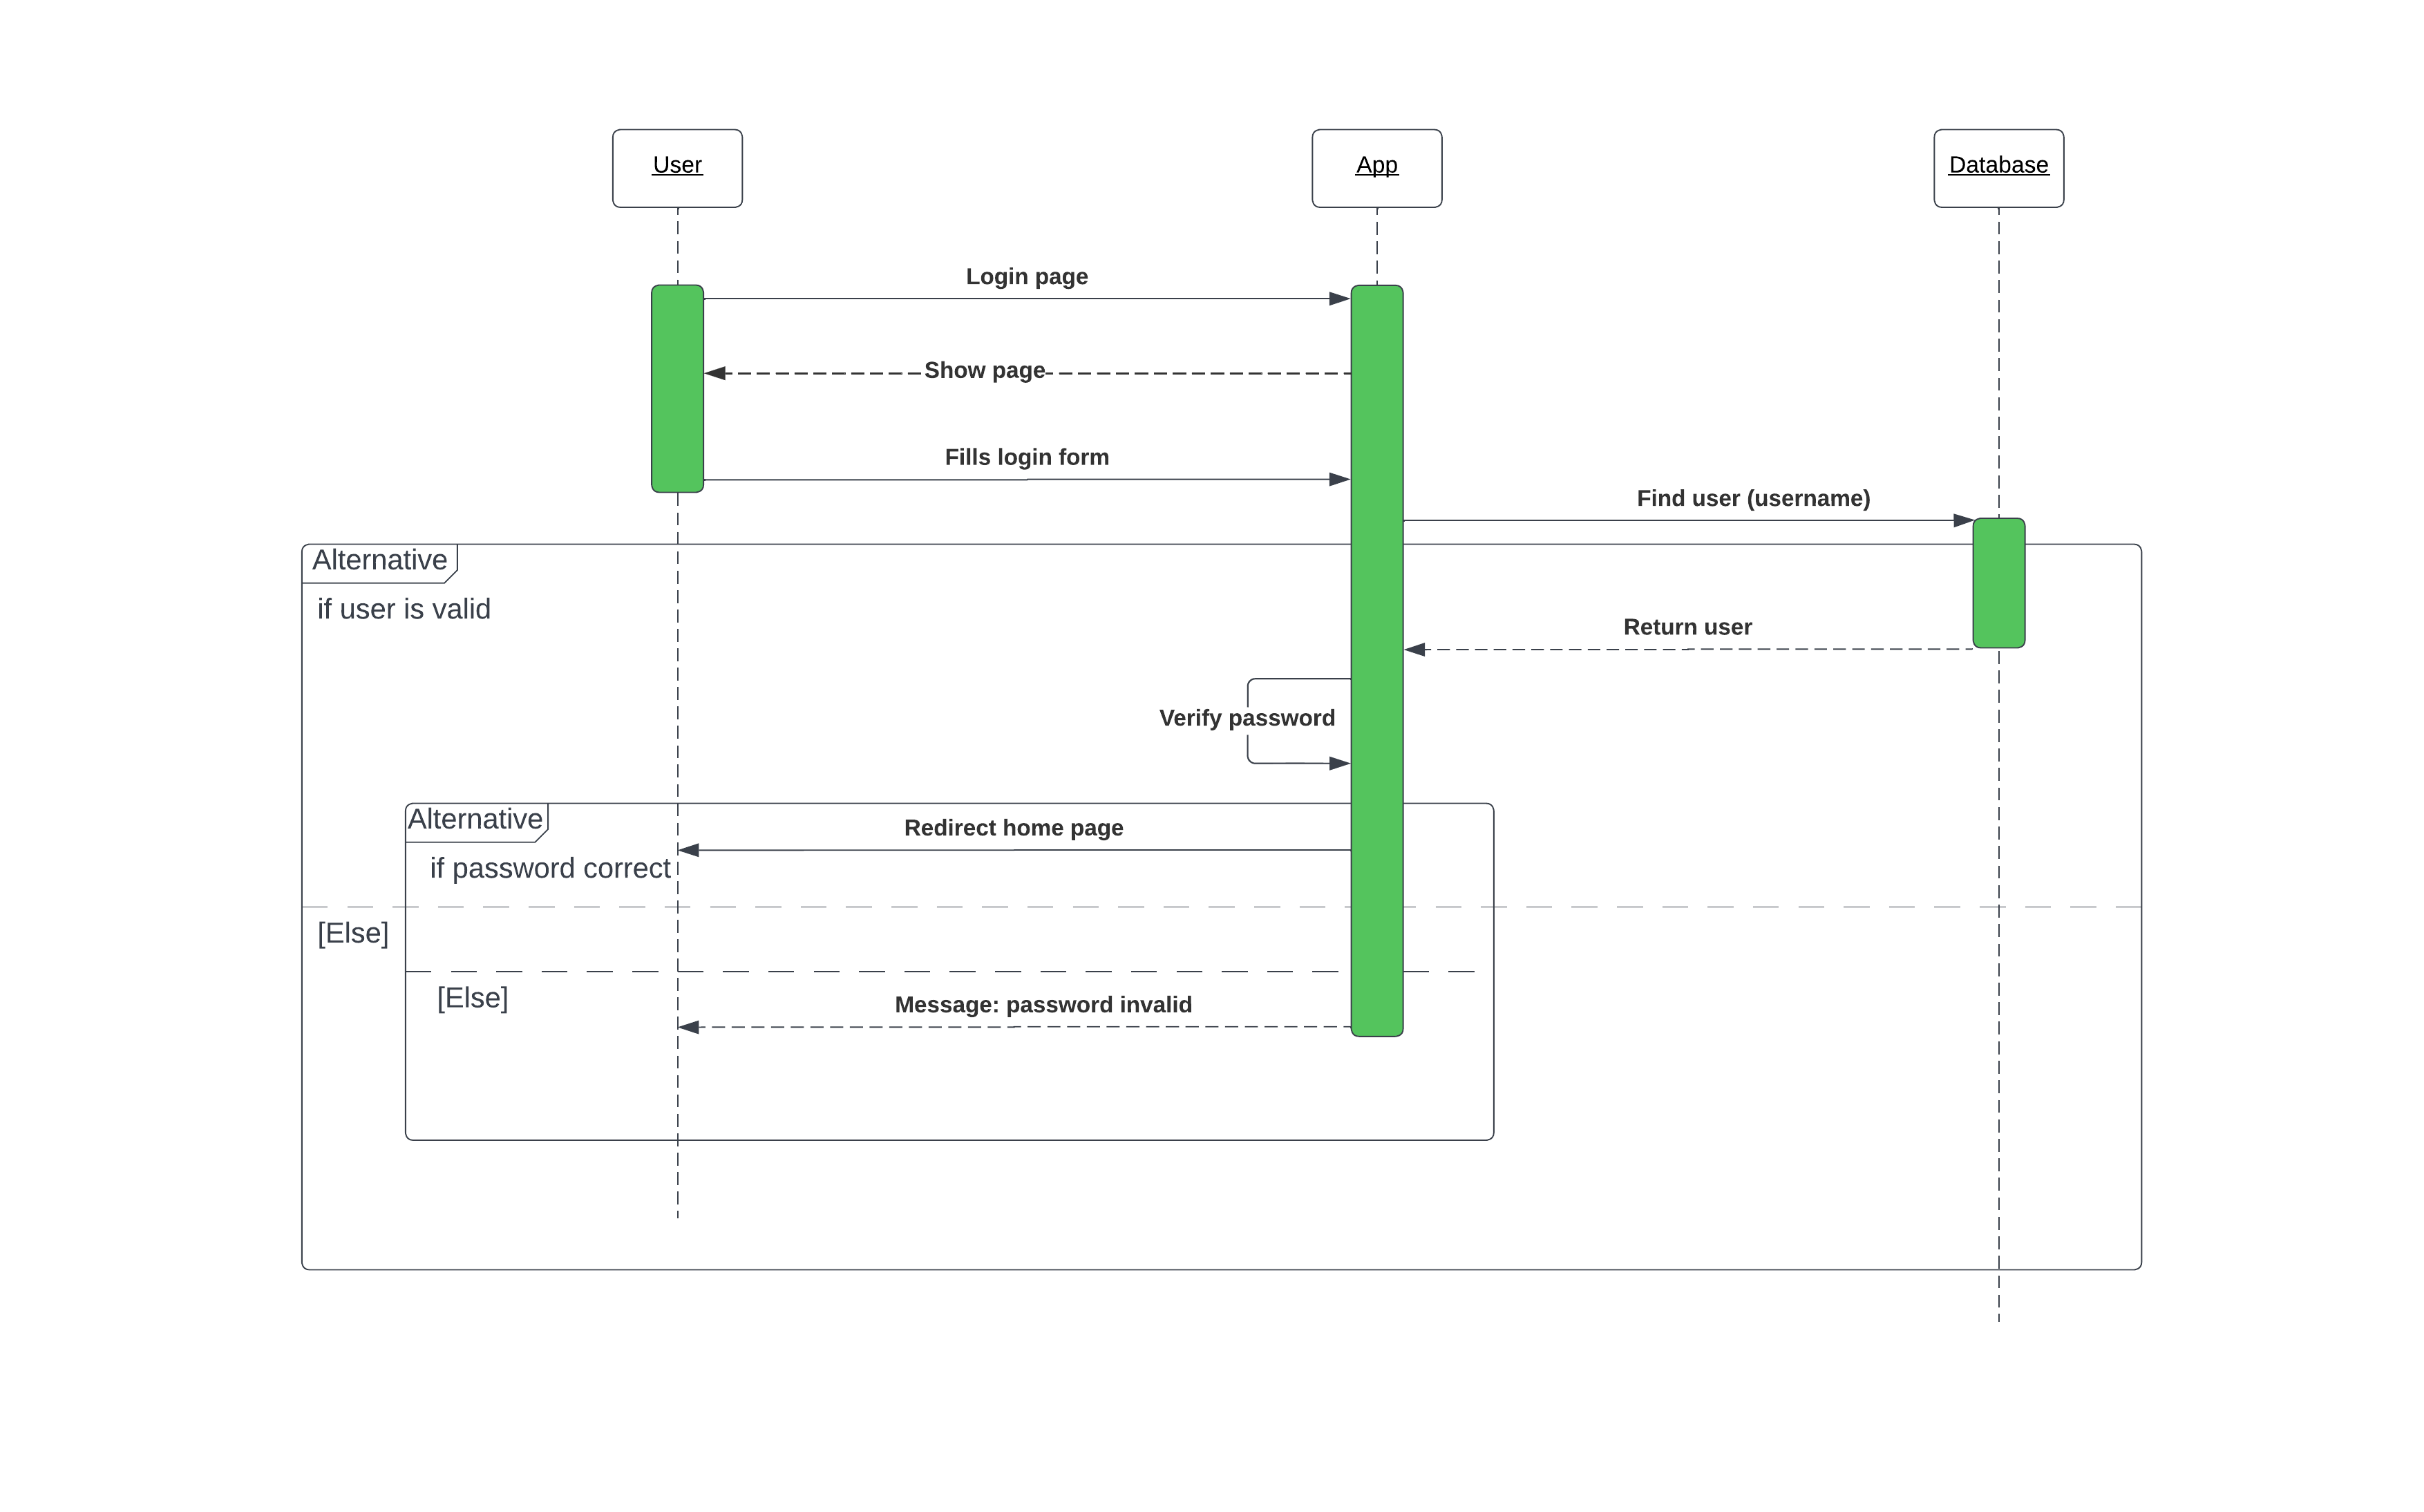 User
App
Database
Login page
Show page
Fills login form
Find user (username)
Alternative
if user is valid
Return user
Verify password
Alternative
Redirect home page
if password correct
[Else]
[Else]
Message: password invalid